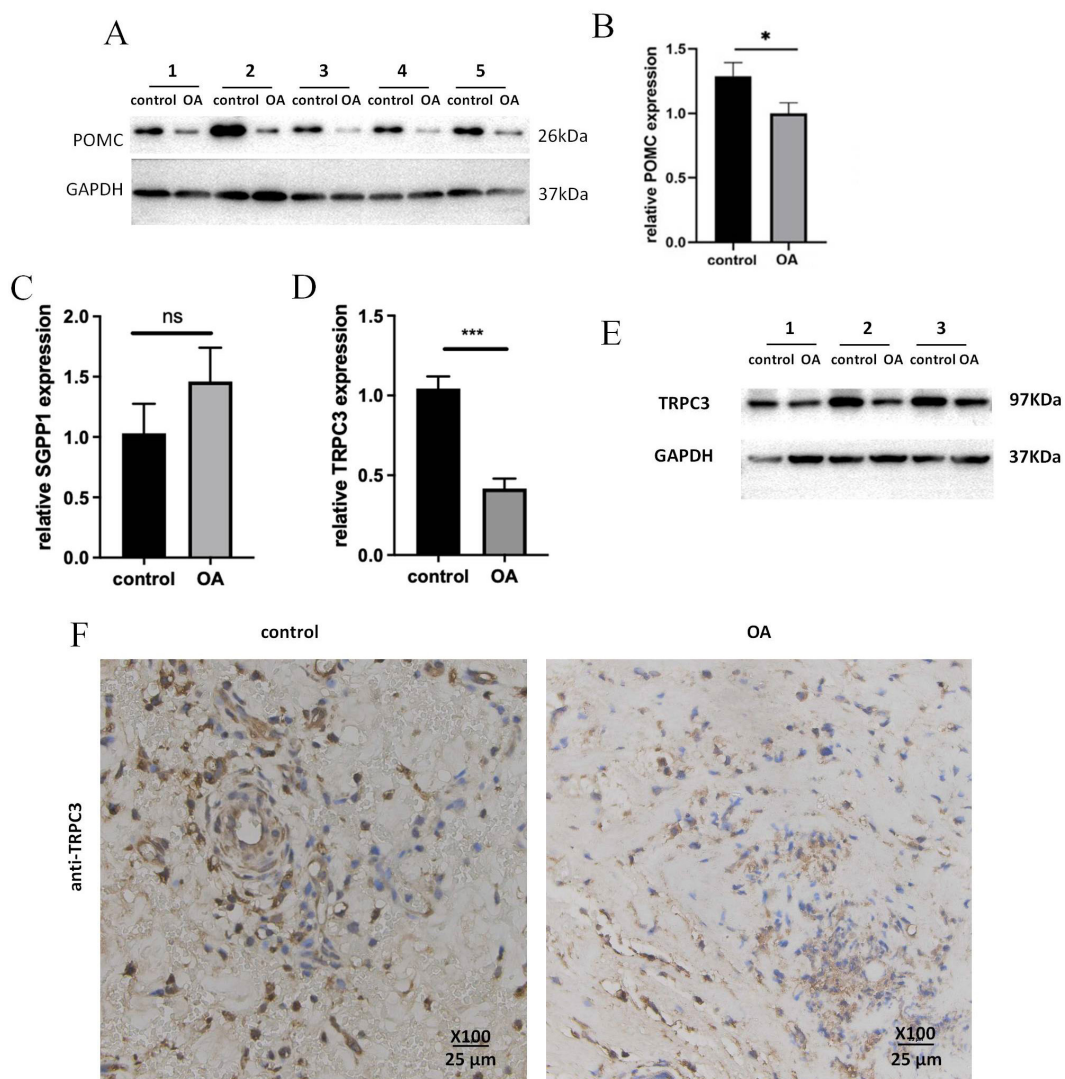 A
1 2 3 4 5
control OA control OA control OA control OA control OA
POMC 26kDa
GAPDH 37kDa
B
relative POMC expression
1.5
1.0
0.5
0.0
*
control OA
C
relative SGPP1 expression
2.0
1.5
1.0
0.5
0.0
ns
control OA
D
relative TRPC3 expression
1.5
1.0
0.5
0.0
***
control OA
E
1 2 3
control OA control OA control OA
TRPC3 97KDa
GAPDH 37KDa
F
control OA
anti-TRPC3
X100
25 μm
X100
25 μm